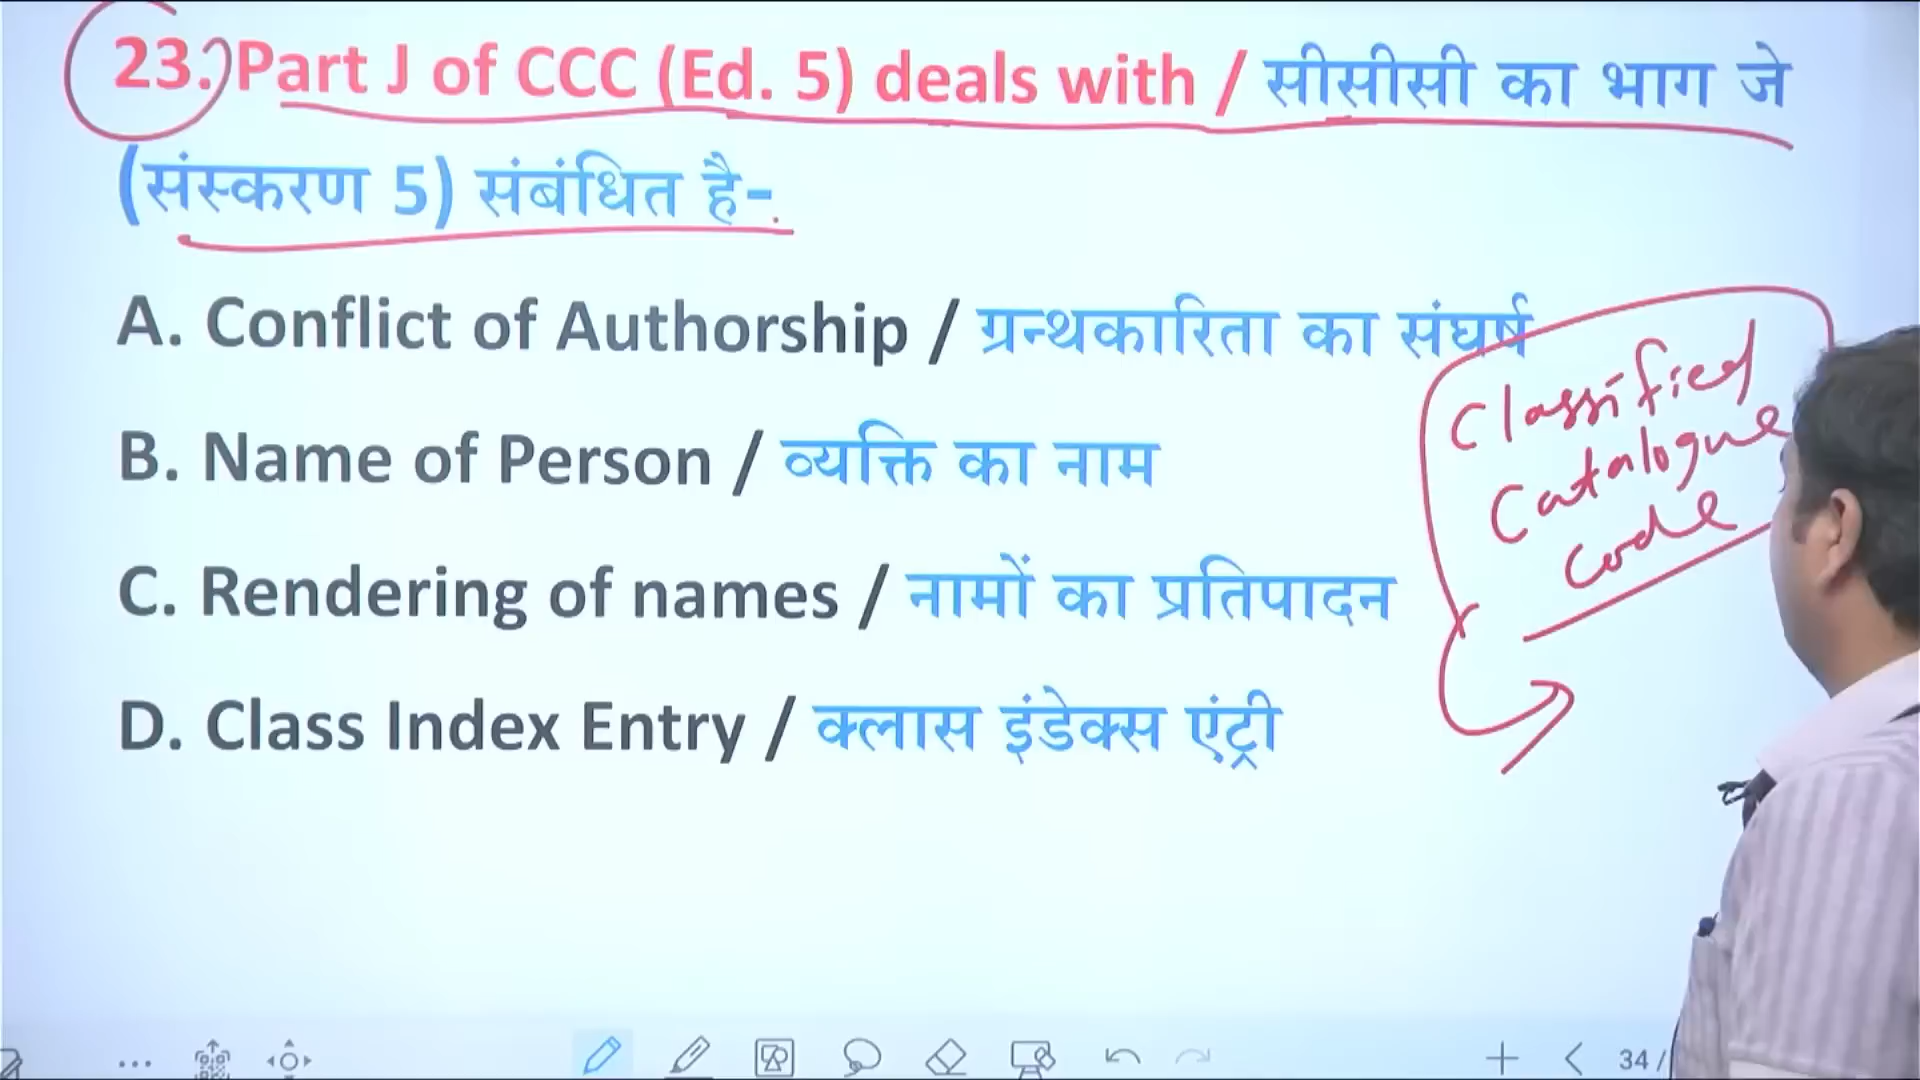 23. Part J of CCC (Ed. 5) deals with / सीसीसी का भाग जे
(संस्करण 5) संबंधित है-
A. Conflict of Authorship / ग्रन्थकारिता का संघर्ष
B. Name of Person / व्यक्ति का नाम
C. Rendering of names / नामों का प्रतिपादन
D. Class Index Entry / क्लास इंडेक्स एंट्री
Classified
Catalogue
Code
34 /